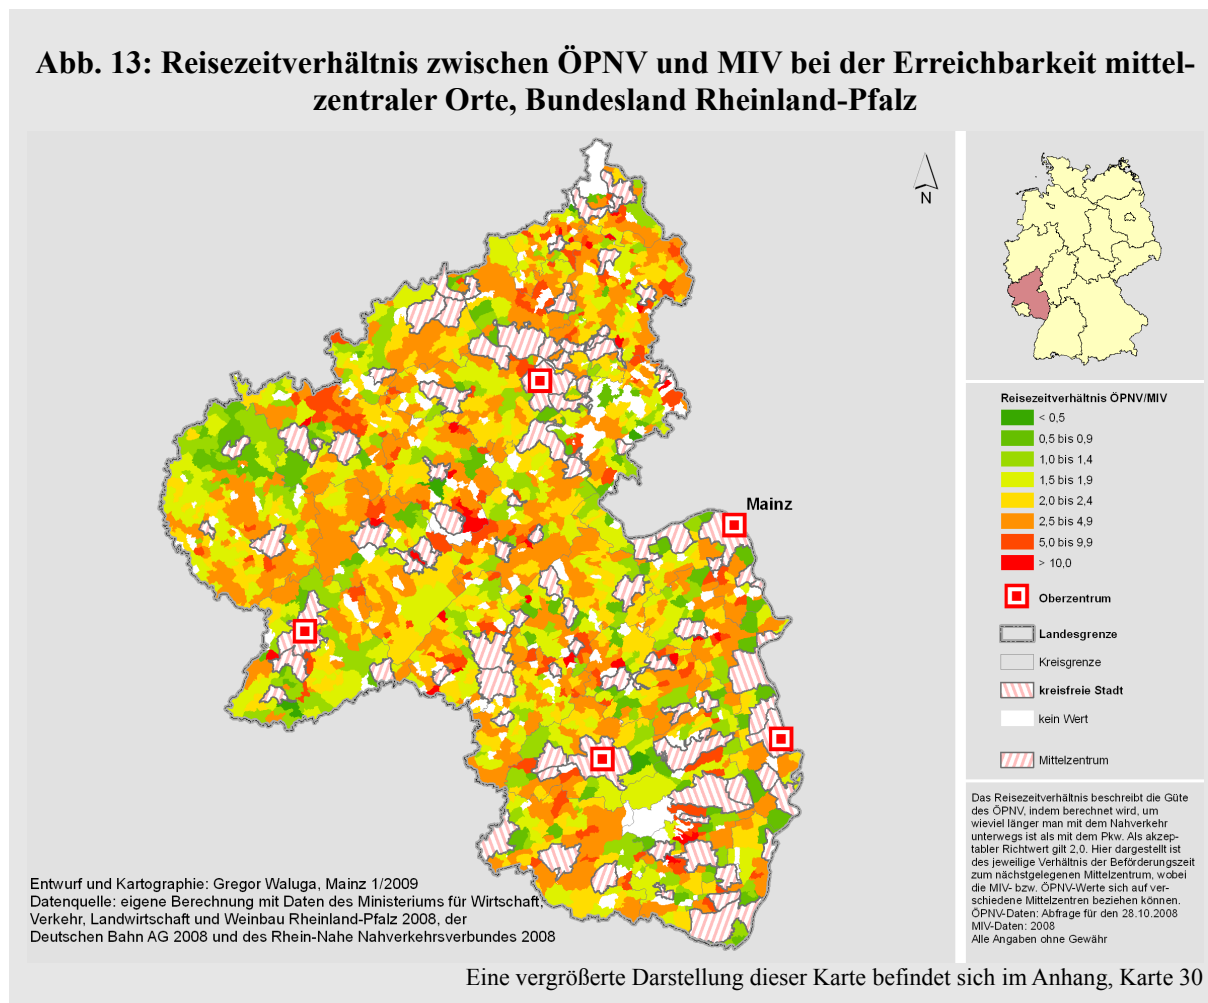 Abb. 13: Reisezeitverhältnis zwischen ÖPNV und MIV bei der Erreichbarkeit mittel-
zentraler Orte, Bundesland Rheinland-Pfalz
N
Mainz
Reisezeitverhältnis ÖPNV/MIV
< 0,5
0,5 bis 0,9
1,0 bis 1,4
1,5 bis 1,9
2.0 bis 2,4
2,5 bis 4,9
5,0 bis 9,9
> 10,0
Oberzentrum
Landesgrenze
Kreisgrenze
kreisfreie Stadt
kein Wert
Mittelzentrum
Das Reisezeitverhältnis beschreibt die Güte
des ÖPNV, indem berechnet wird, um
wieviel länger man mit dem Nahverkehr
unterwegs ist als mit dem Pkw. Als akzep-
tabler Richtwert gilt 2,0. Hier dargestellt ist
des jeweilige Verhältnis der Beförderungszeit
zum nächstgelegenen Mittelzentrum, wobei
die MIV- bzw. ÖPNV-Werte sich auf ver-
schiedene Mittelzentren beziehen können.
ÖPNV-Daten: Abfrage für den 28.10.2008
MIV-Daten: 2008
Alle Angaben ohne Gewähr
Entwurf und Kartographie: Gregor Waluga, Mainz 1/2009
Datenquelle: eigene Berechnung mit Daten des Ministeriums für Wirtschaft,
Verkehr, Landwirtschaft und Weinbau Rheinland-Pfalz 2008, der
Deutschen Bahn AG 2008 und des Rhein-Nahe Nahverkehrsverbundes 2008
Eine vergrößerte Darstellung dieser Karte befindet sich im Anhang, Karte 30